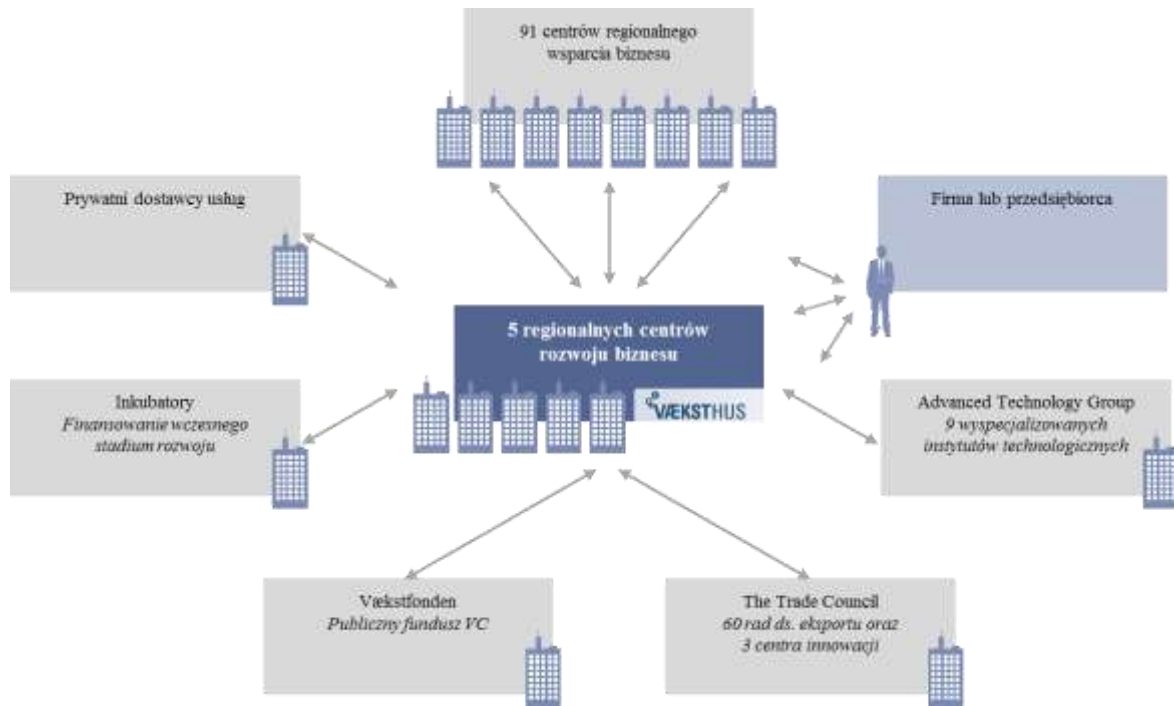 91 centrów regionalnego
wsparcia biznesu
Prywatni dostawcy usług
Firma lub przedsiębiorca
5 regionalnych centrów
rozwoju biznesu
VÆKSTHUS
Inkubatory
Finansowanie wczesnego
stadium rozwoju
Advanced Technology Group
9 wyspecjalizowanych
instytutów technologicznych
Vækstfonden
Publiczny fundusz VC
The Trade Council
60 rad ds. eksportu oraz
3 centra innowacji